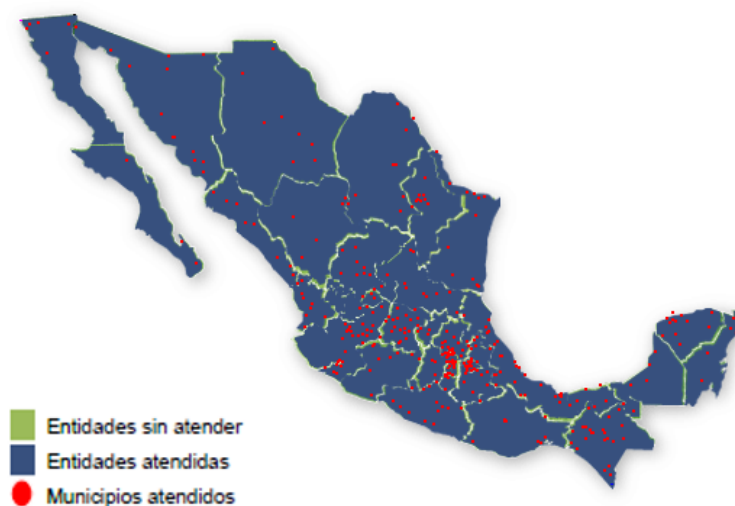 Entidades sin atender
Entidades atendidas
Municipios atendidos